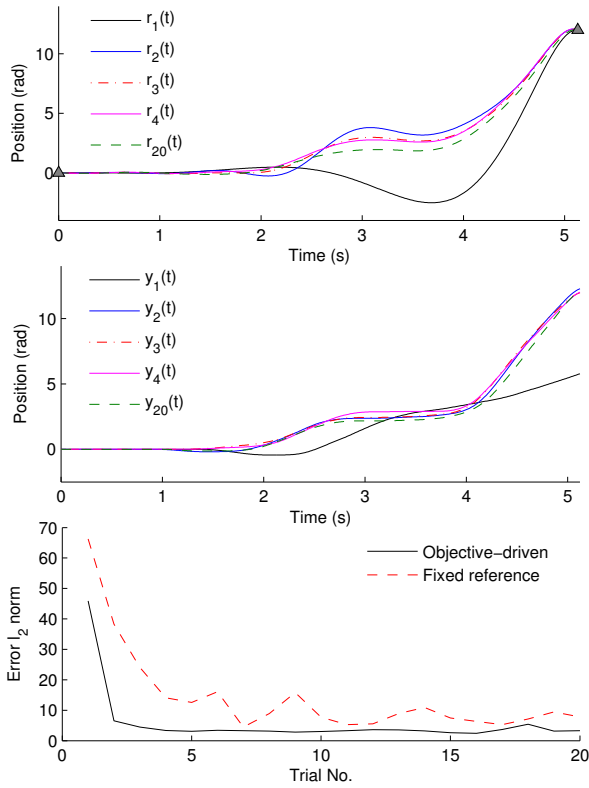 r1(t)
r2(t)
r3(t)
r4(t)
r20(t)
Position (rad)
10
5
0
0 1 2 3 4 5
Time (s)
y1(t)
y2(t)
y3(t)
y4(t)
y20(t)
Position (rad)
10
5
0
0 1 2 3 4 5
Time (s)
Objective−driven
Fixed reference
Error l2 norm
70
60
50
40
30
20
10
0
0 5 10 15 20
Trial No.